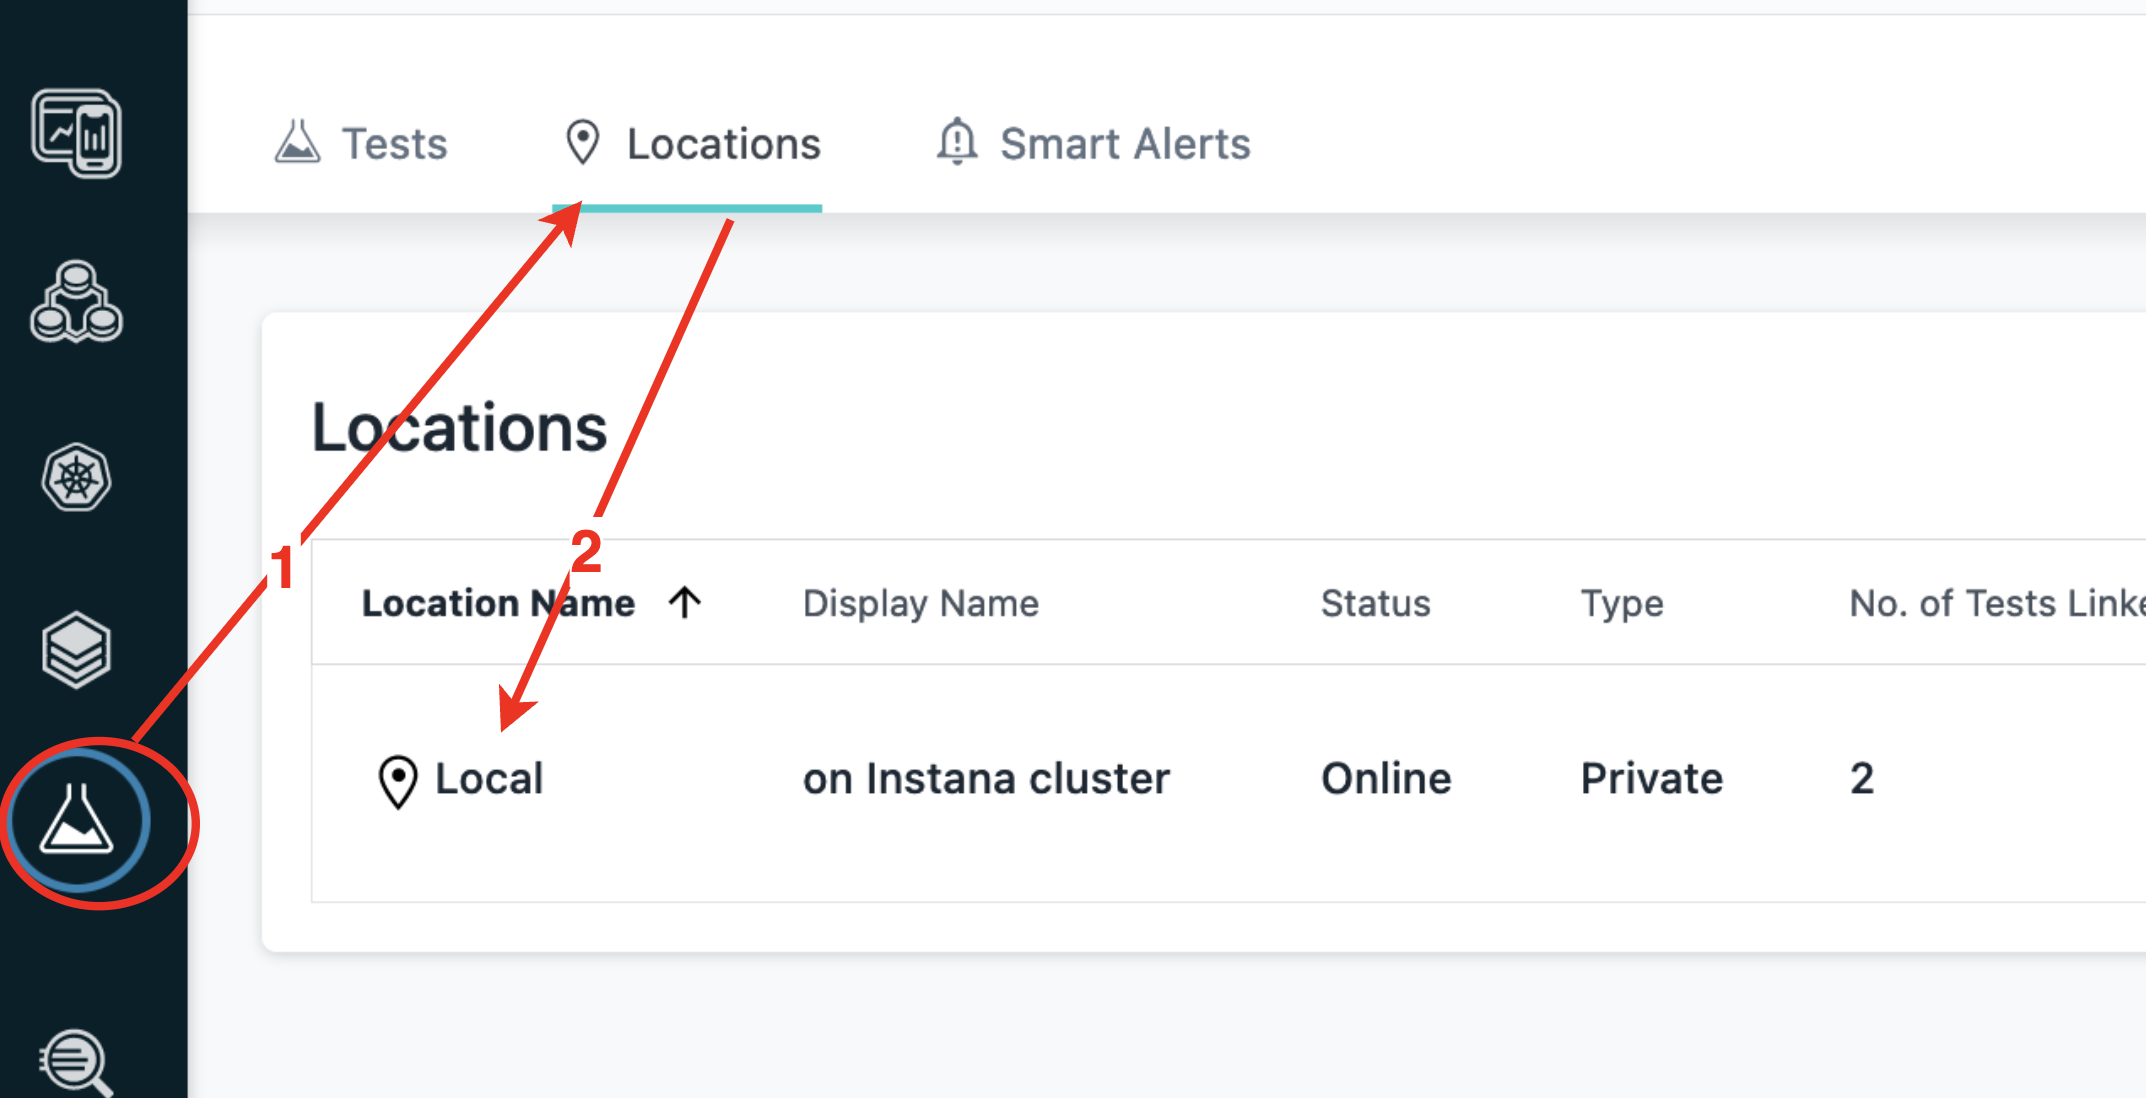 Tests Locations Smart Alerts
Locations
1
2
Location Name Display Name Status Type No. of Tests
Local on Instana cluster Online Private 2